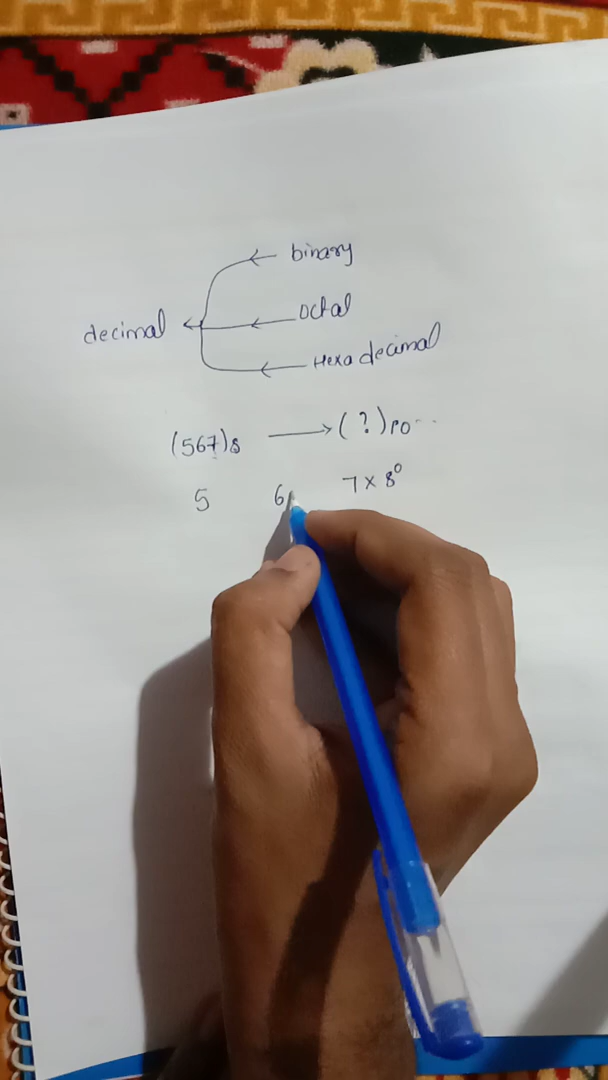 binary
decimal
octal
Hexa decimal
(567)8 → (?)10
5 6 7 × 8⁰